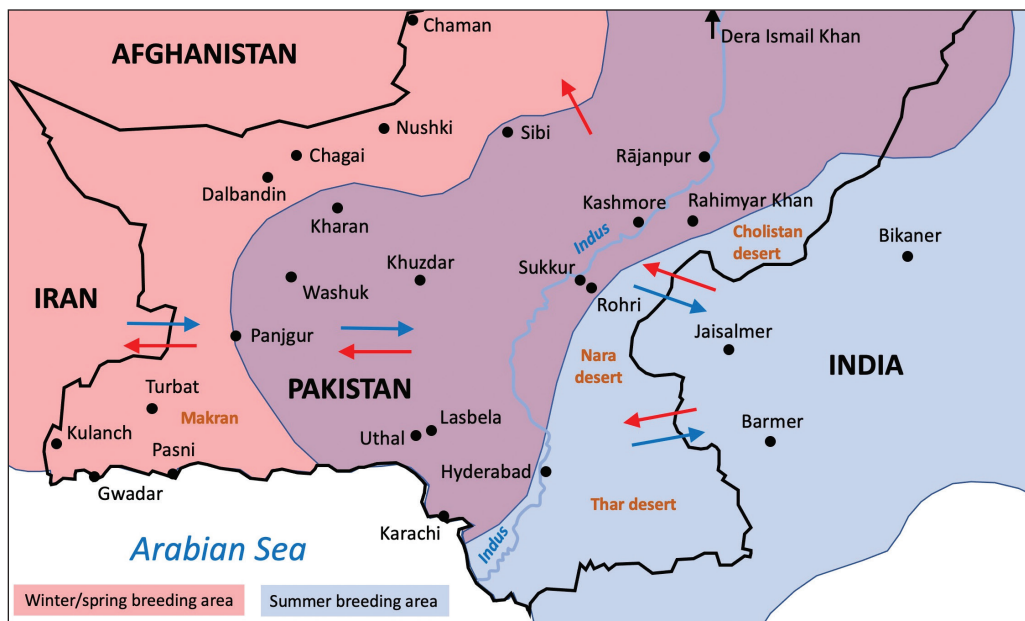 Chaman
Dera Ismail Khan
AFGHANISTAN
Nushki
Sibi
Chagai
Rājanpur
Dalbandin
Kharan
Kashmore
Rahimyar Khan
Indus
Cholistan
desert
Bikaner
Khuzdar
Sukkur
Washuk
Rohri
IRAN
Panjgur
Jaisalmer
Nara
desert
INDIA
PAKISTAN
Turbat
Makran
Lasbela
Uthal
Barmer
Kulanch
Pasni
Hyderabad
Gwadar
Thar desert
Karachi
Indus
Arabian Sea
Winter/spring breeding area
Summer breeding area